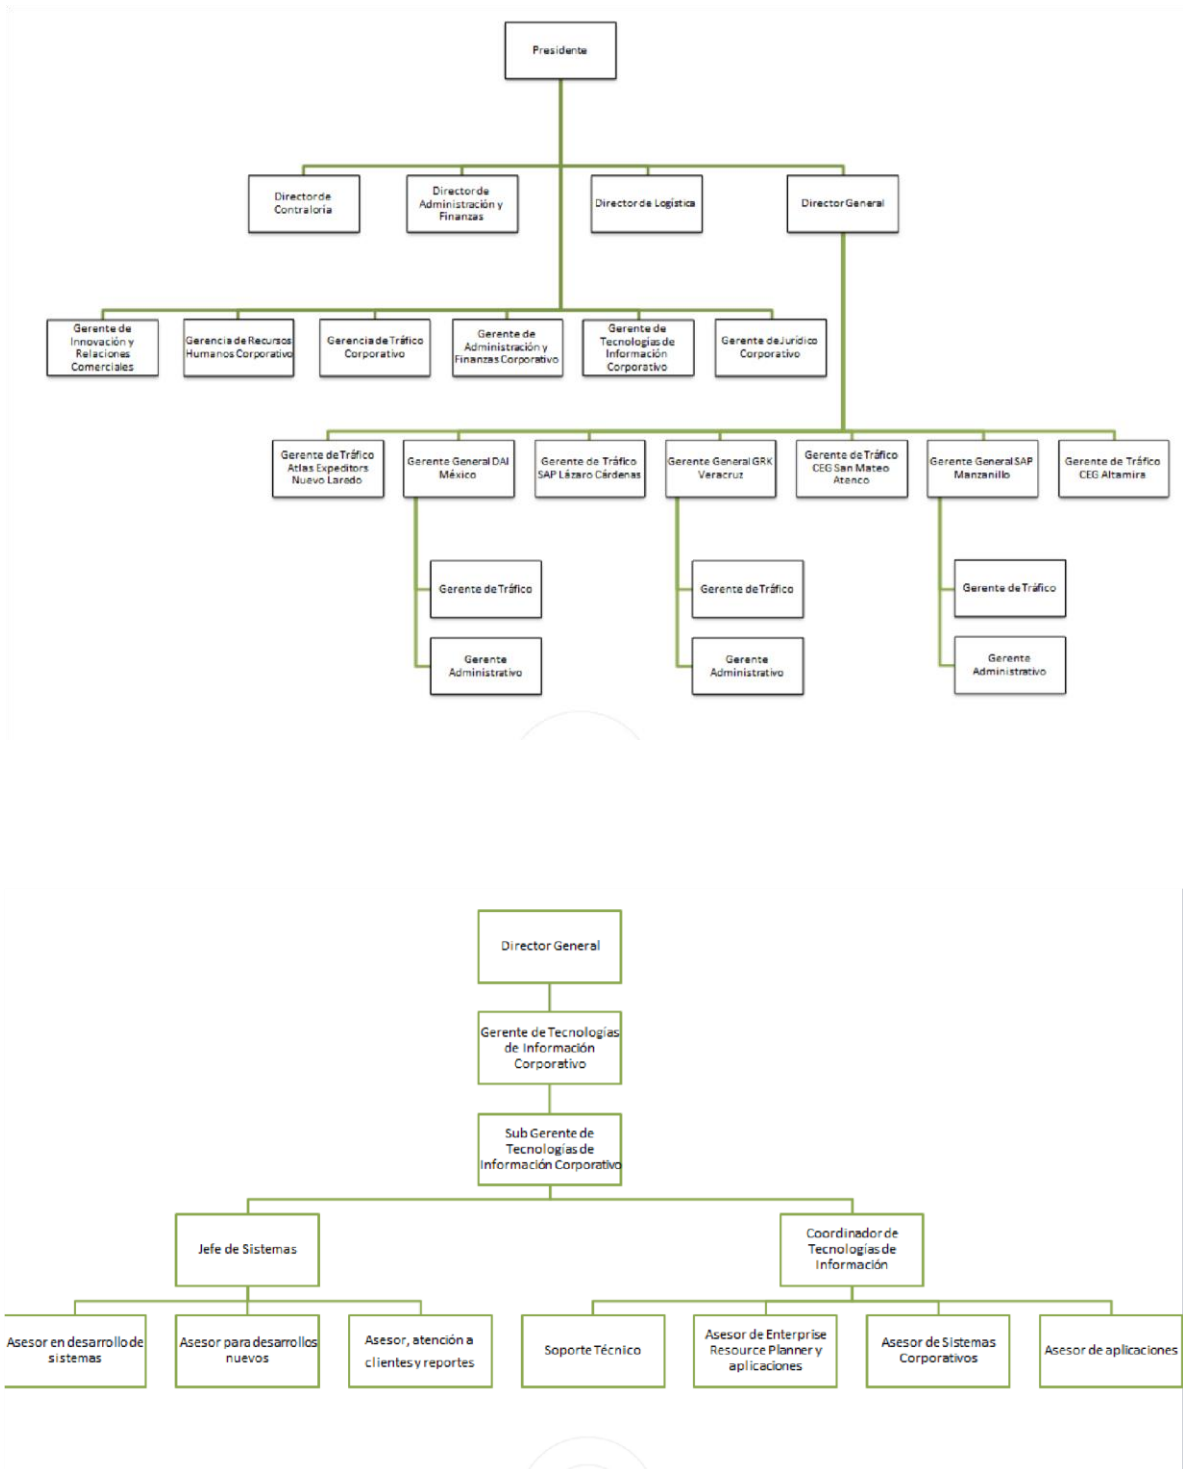 Presidente
Director de
Contraloría
Director de
Administración y
Finanzas
Director de Logística
Director General
Gerente de
Innovación y
Relaciones
Comerciales
Gerencia de Recursos
Humanos Corporativo
Gerencia de Tráfico
Corporativo
Gerente de
Administración y
Finanzas Corporativo
Gerente de
Tecnologías de
Información
Corporativo
Gerente de Jurídico
Corporativo
Gerente de Tráfico
Atlas Expeditors
Nuevo Laredo
Gerente General DAI
México
Gerente de Tráfico
SAP Lázaro Cárdenas
Gerente General GRK
Veracruz
Gerente de Tráfico
CEG San Mateo
Atenco
Gerente General SAP
Manzanillo
Gerente de Tráfico
CEG Altamira
Gerente de Tráfico
Gerente de Tráfico
Gerente de Tráfico
Gerente
Administrativo
Gerente
Administrativo
Gerente
Administrativo
Director General
Gerente de Tecnologías
de Información
Corporativo
Sub Gerente de
Tecnologías de
Información Corporativo
Jefe de Sistemas
Coordinador de
Tecnologías de
Información
Asesor en desarrollo de
sistemas
Asesor para desarrollos
nuevos
Asesor, atención a
clientes y reportes
Soporte Técnico
Asesor de Enterprise
Resource Planner y
aplicaciones
Asesor de Sistemas
Corporativos
Asesor de aplicaciones